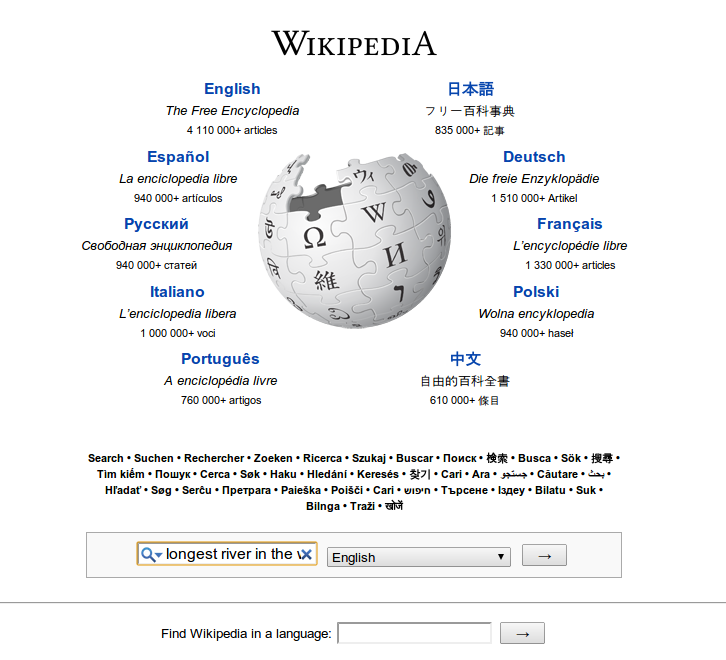 WIKIPEDIA
English
The Free Encyclopedia
4 110 000+ articles
日本語
フリー百科事典
835 000+ 記事
Español
La enciclopedia libre
940 000+ artículos
Deutsch
Die freie Enzyklopädie
1 510 000+ Artikel
Русский
Свободная энциклопедия
940 000+ статей
Français
L'encyclopédie libre
1 330 000+ articles
Italiano
L'enciclopedia libera
1 000 000+ voci
Polski
Wolna encyklopedia
940 000+ haseł
Português
A enciclopédia livre
760 000+ artigos
中文
自由的百科全書
610 000+ 條目
Ω
W
ウィ
И
維
Search • Suchen • Rechercher • Zoeken • Ricerca • Szukaj • Buscar • Поиск • 検索 • Busca • Sök • 搜尋 •
Tìm kiếm • Пошук • Cerca • Søk • Haku • Hledání • Keresés • 찾기 • Cari • Ara • جستجو • Căutare • بحث •
Hľadať • Søg • Serĉu • Претрага • Paieška • Poišči • Cari • חיפוש • Търсене • Іздеу • Bilatu • Suk •
Bilnga • Traži • खोजें
longest river in the
English
→
Find Wikipedia in a language:
→